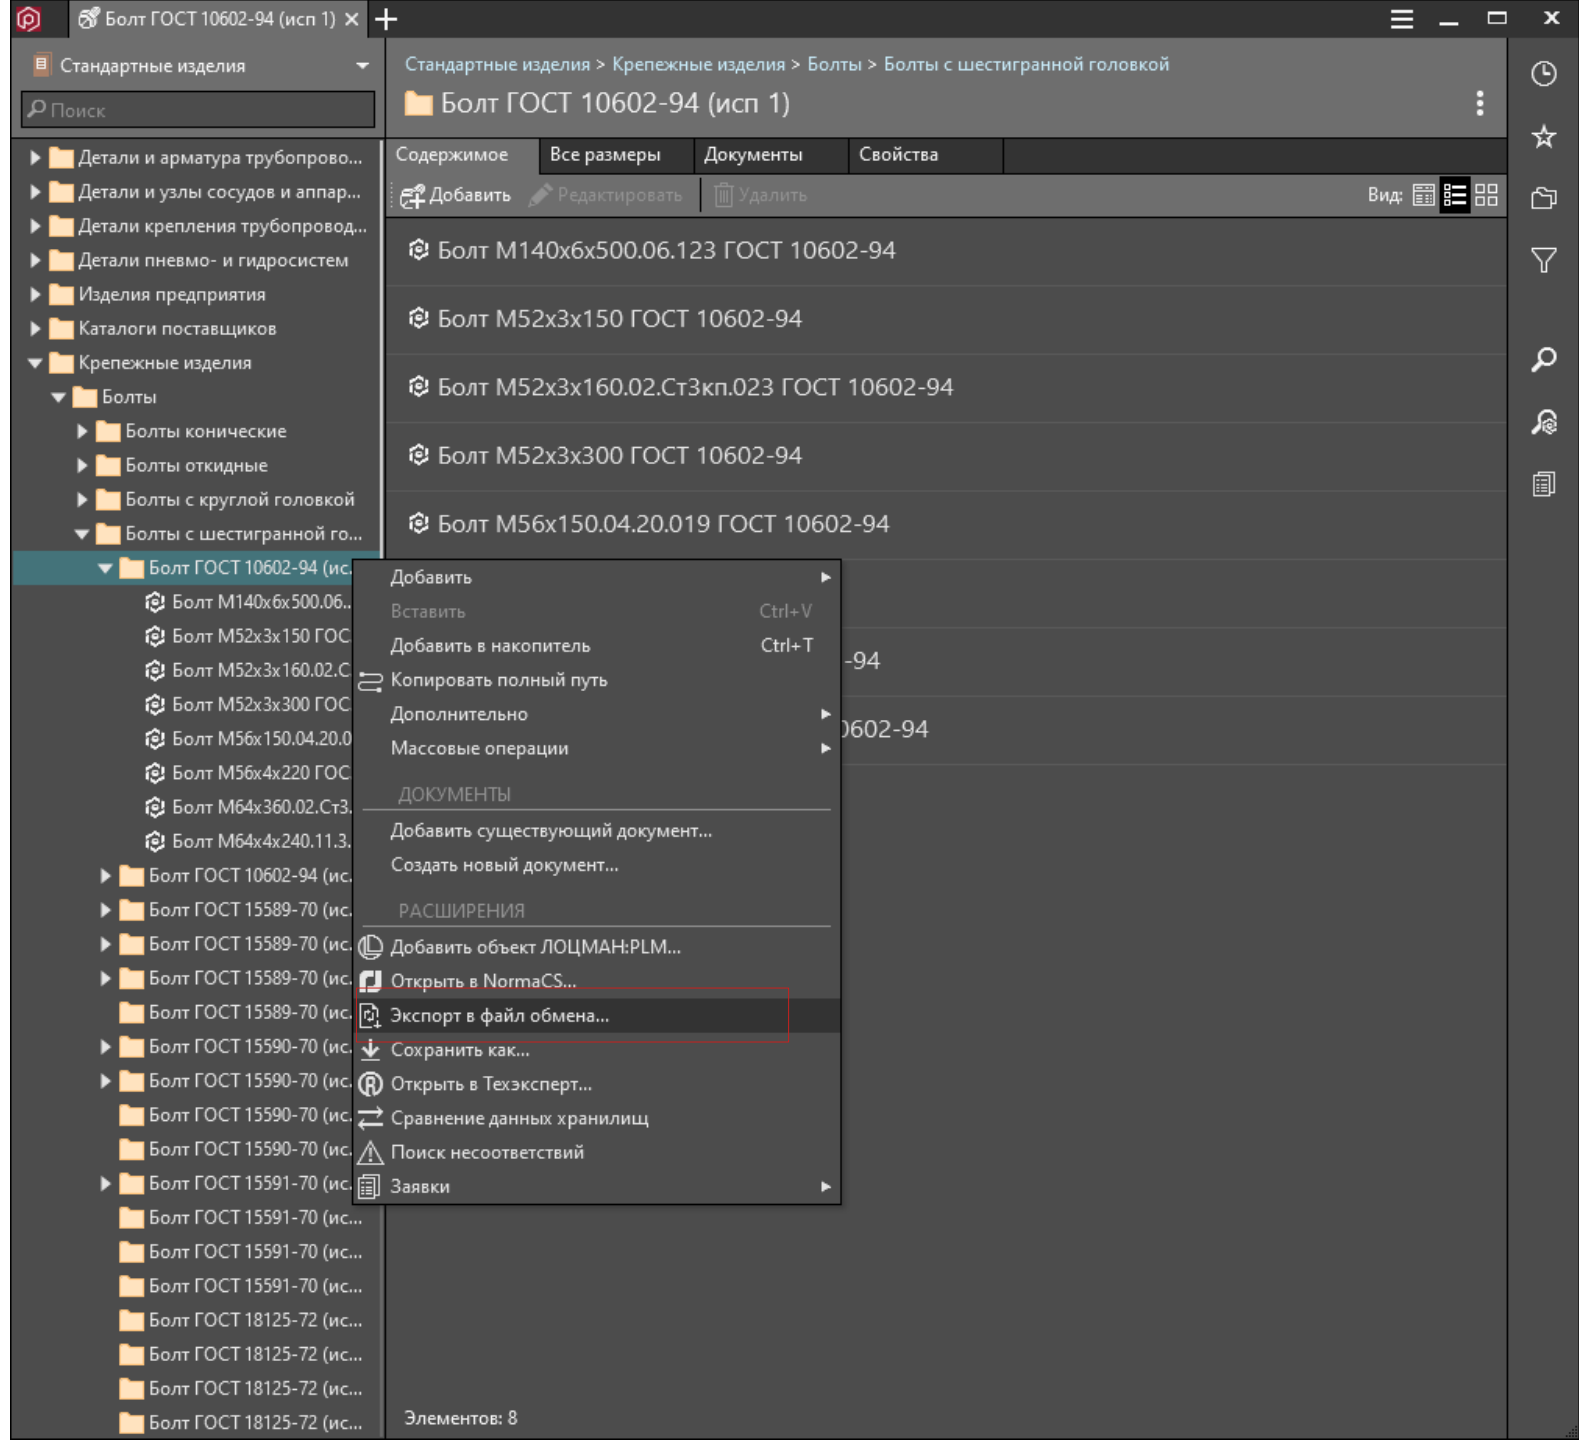 Болт ГОСТ 10602-94 (исп 1)
Стандартные изделия
Поиск
Детали и арматура трубопрово...
Детали и узлы сосудов и аппар...
Детали крепления трубопровод...
Детали пневмо- и гидросистем
Изделия предприятия
Каталоги поставщиков
Крепежные изделия
Болты
Болты конические
Болты откидные
Болты с круглой головкой
Болты с шестигранной го...
Болт ГОСТ 10602-94 (ис.
Болт M140x6x500.06..
Болт M52x3x150 ГОС
Болт M52x3x160.02.С
Болт M52x3x300 ГОС
Болт M56x150.04.20.0
Болт M56x4x220 ГОС
Болт M64x360.02.Ст3.
Болт M64x4x240.11.3.
Болт ГОСТ 10602-94 (ис.
Болт ГОСТ 15589-70 (ис.
Болт ГОСТ 15589-70 (ис.
Болт ГОСТ 15589-70 (ис.
Болт ГОСТ 15589-70 (ис.
Болт ГОСТ 15590-70 (ис.
Болт ГОСТ 15590-70 (ис.
Болт ГОСТ 15590-70 (ис.
Болт ГОСТ 15590-70 (ис.
Болт ГОСТ 15591-70 (ис.
Болт ГОСТ 15591-70 (ис...
Болт ГОСТ 15591-70 (ис...
Болт ГОСТ 15591-70 (ис...
Болт ГОСТ 18125-72 (ис...
Болт ГОСТ 18125-72 (ис...
Болт ГОСТ 18125-72 (ис...
Болт ГОСТ 18125-72 (ис...
Стандартные изделия > Крепежные изделия > Болты > Болты с шестигранной головкой
Болт ГОСТ 10602-94 (исп 1)
Содержимое Все размеры Документы Свойства
Добавить Редактировать Удалить Вид:
Болт M140x6x500.06.123 ГОСТ 10602-94
Болт M52x3x150 ГОСТ 10602-94
Болт M52x3x160.02.Ст3кп.023 ГОСТ 10602-94
Болт M52x3x300 ГОСТ 10602-94
Болт M56x150.04.20.019 ГОСТ 10602-94
-94
0602-94
Добавить
Вставить Ctrl+V
Добавить в накопитель Ctrl+T
Копировать полный путь
Дополнительно
Массовые операции
ДОКУМЕНТЫ
Добавить существующий документ...
Создать новый документ...
РАСШИРЕНИЯ
Добавить объект ЛОЦМАН:PLM...
Открыть в NormaCS...
Экспорт в файл обмена...
Сохранить как...
Открыть в Техэксперт...
Сравнение данных хранилищ
Поиск несоответствий
Заявки
Элементов: 8